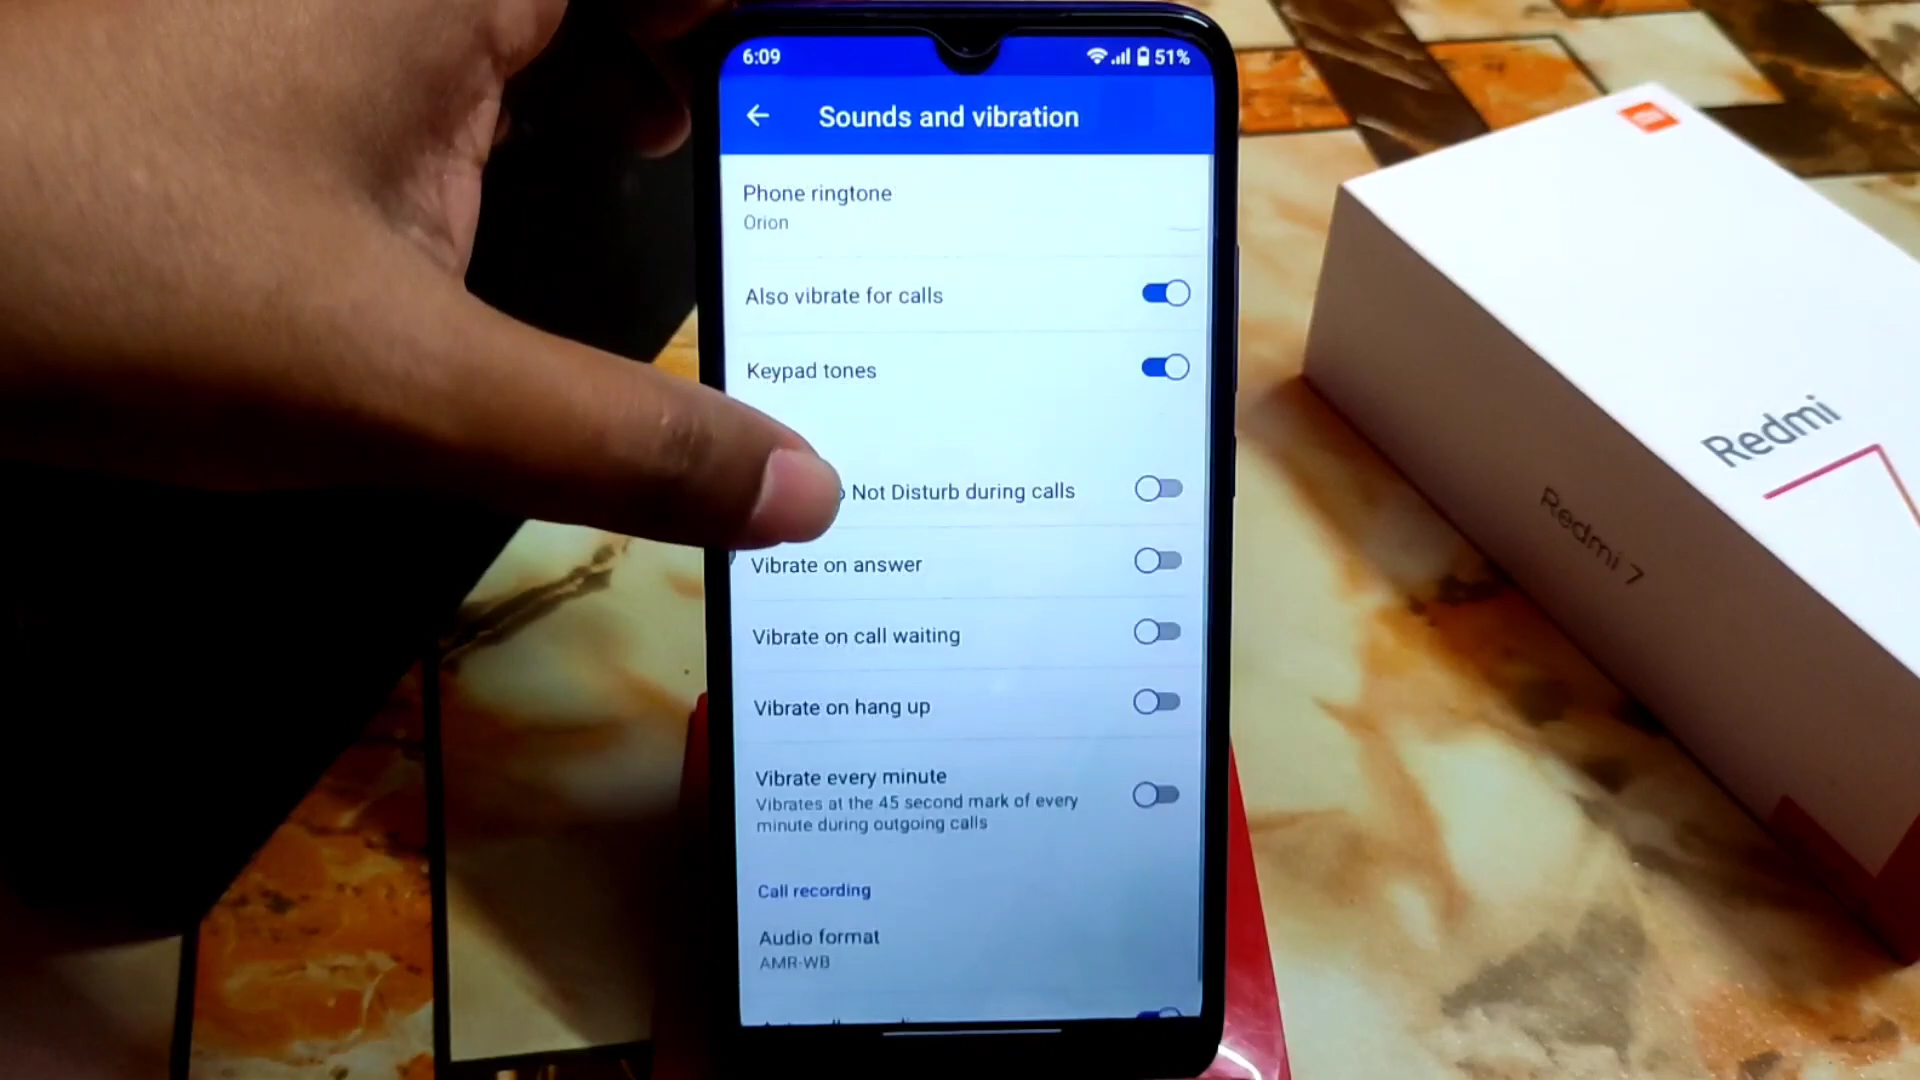 6:09
51%
Sounds and vibration
Phone ringtone
Orion
Also vibrate for calls
Keypad tones
Not Disturb during calls
Vibrate on answer
Vibrate on call waiting
Vibrate on hang up
Vibrate every minute
Vibrates at the 45 second mark of every
minute during outgoing calls
Call recording
Audio format
AMR-WB
Redmi
Redmi 7